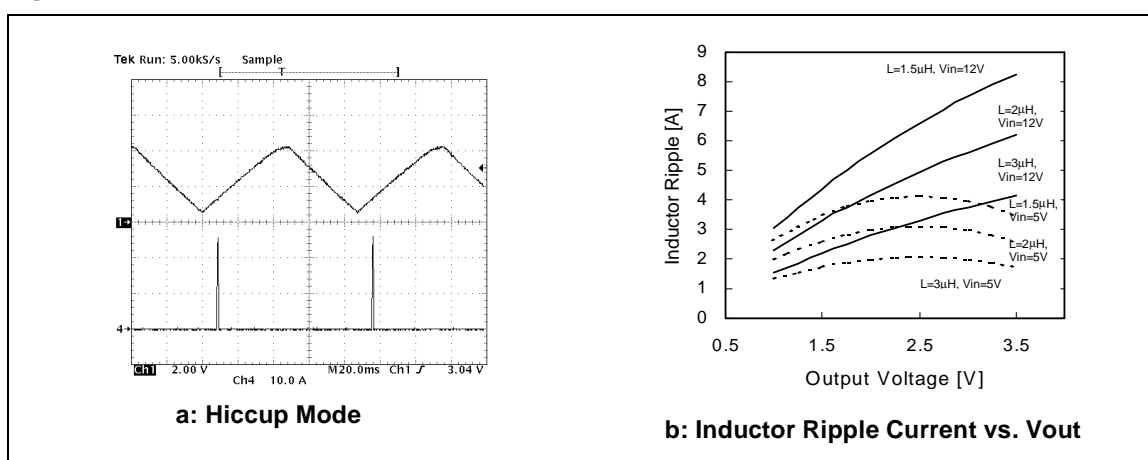 Tek Run: 5.00kS/s Sample
T
1
4
Ch1 2.00 V M20.0ms Ch1 ƒ 3.04 V
Ch4 10.0 A
a: Hiccup Mode
9
8
7
6
5
4
3
2
1
0
Inductor Ripple [A]
L=1.5µH, Vin=12V
L=2µH,
Vin=12V
L=3µH,
Vin=12V
L=1.5µH,
Vin=5V
L=2µH,
Vin=5V
L=3µH, Vin=5V
0.5 1.5 2.5 3.5
Output Voltage [V]
b: Inductor Ripple Current vs. Vout